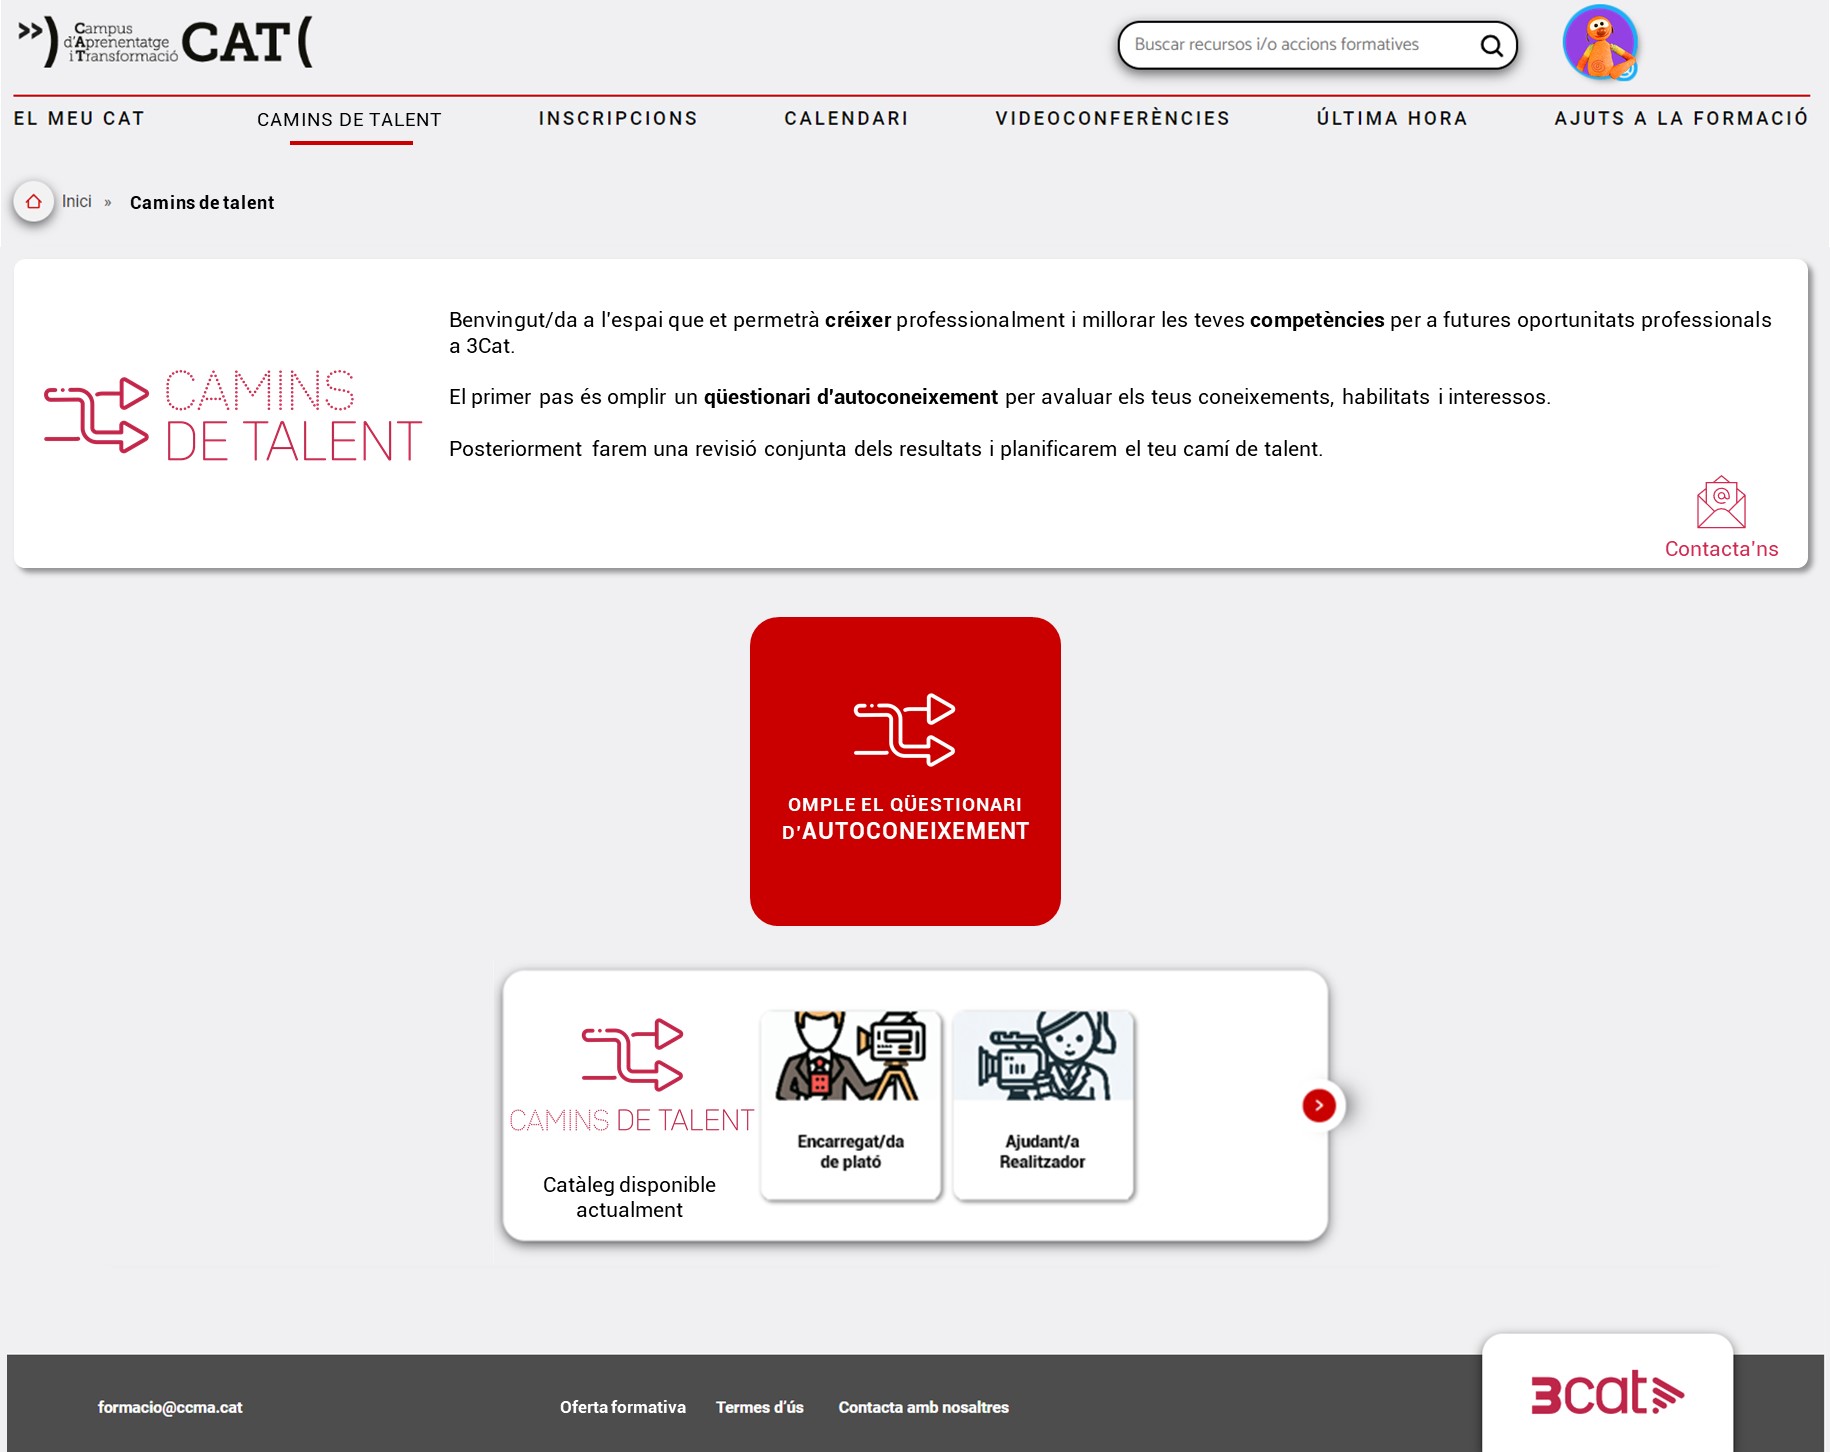 »)
Campus
d'Aprenentatge
i Transformació
CAT(
Buscar recursos i/o accions formatives
EL MEU CAT
CAMINS DE TALENT
INSCRIPCIONS
CALENDARI
VIDEOCONFERÈNCIES
ÚLTIMA HORA
AJUTS A LA FORMACIÓ
Inici » Camins de talent
CAMINS
DE TALENT
Benvingut/da a l'espai que et permetrà créixer professionalment i millorar les teves competències per a futures oportunitats professionals
a 3Cat.
El primer pas és omplir un qüestionari d'autoconeixement per avaluar els teus coneixements, habilitats i interessos.
Posteriorment farem una revisió conjunta dels resultats i planificarem el teu camí de talent.
@
Contacta'ns
OMPLE EL QÜESTIONARI
D'AUTOCONEIXEMENT
CAMINS DE TALENT
Catàleg disponible
actualment
Encarregat/da
de plató
Ajudant/a
Realitzador
formacio@ccma.cat
Oferta formativa
Termes d'ús
Contacta amb nosaltres
3cat